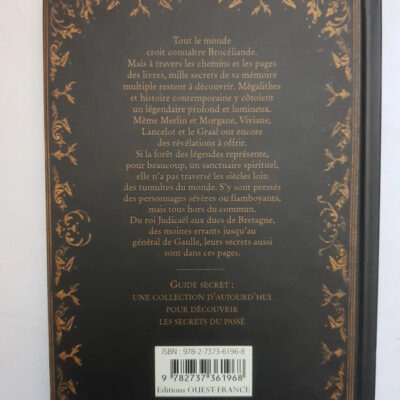 Tout le monde
croit connaître Brocéliande.
Mais à travers les chemins et les pages
des livres, mille secrets de sa mémoire
multiple restent à découvrir. Mégalithes
et histoire contemporaine y côtoient
un légendaire profond et lumineux.
Même Merlin et Morgane, Viviane,
Lancelot et le Graal ont encore
des révélations à offrir.
Si la forêt des légendes représente,
pour beaucoup, un sanctuaire spirituel,
elle n'a pas traversé les siècles loin
des tumultes du monde. S'y sont pressés
des personnages sévères ou flamboyants,
mais tous hors du commun.
Du roi Judicaël aux ducs de Bretagne,
des moines errants jusqu'au
général de Gaulle, leurs secrets aussi
sont dans ces pages.
GUIDE SECRET :
UNE COLLECTION D'AUJOURD'HUI
POUR DÉCOUVRIR
LES SECRETS DU PASSÉ
ISBN : 978-2-7373-6196-8
9 782737 361968
Editions OUEST-FRANCE